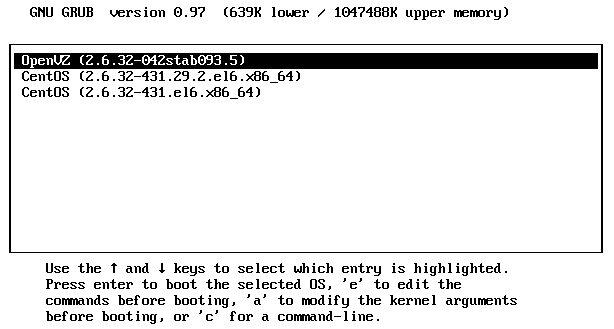 GNU GRUB  version 0.97  (639K lower / 1047488K upper memory)
OpenVZ (2.6.32-042stab093.5)
CentOS (2.6.32-431.29.2.el6.x86_64)
CentOS (2.6.32-431.el6.x86_64)
Use the ↑ and ↓ keys to select which entry is highlighted.
Press enter to boot the selected OS, 'e' to edit the
commands before booting, 'a' to modify the kernel arguments
before booting, or 'c' for a command-line.